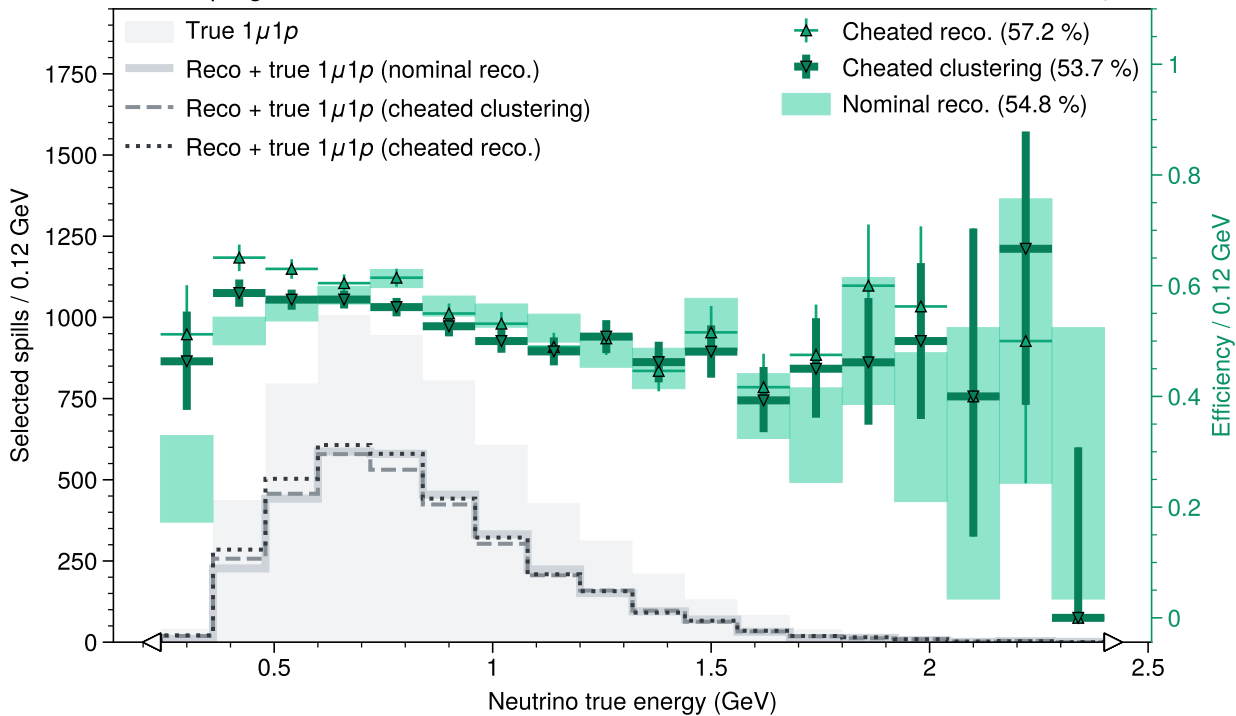 True 1µ1p
Reco + true 1µ1p (nominal reco.)
Reco + true 1µ1p (cheated clustering)
Reco + true 1µ1p (cheated reco.)
Cheated reco. (57.2 %)
Cheated clustering (53.7 %)
Nominal reco. (54.8 %)
Selected spills / 0.12 GeV
1750
1500
1250
1000
750
500
250
0
Efficiency / 0.12 GeV
1
0.8
0.6
0.4
0.2
0
0.5
1
1.5
2
2.5
Neutrino true energy (GeV)